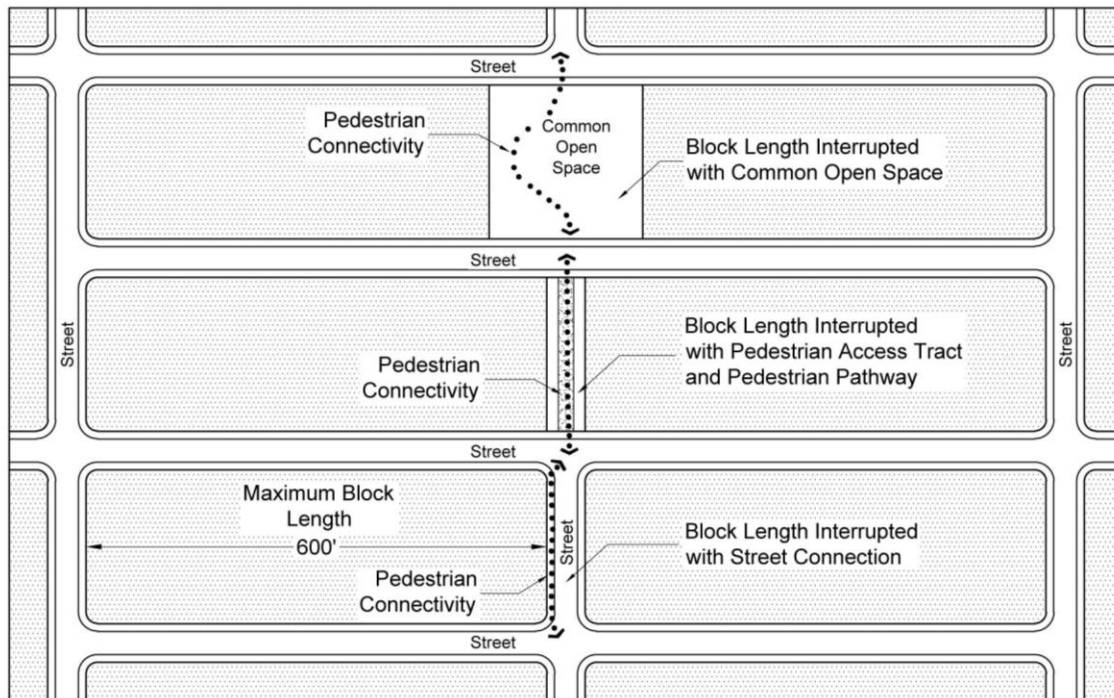 Street
Pedestrian
Connectivity
Common
Open
Space
Block Length Interrupted
with Common Open Space
Street
Street
Pedestrian
Connectivity
Block Length Interrupted
with Pedestrian Access Tract
and Pedestrian Pathway
Street
Street
Maximum Block
Length
600'
Pedestrian
Connectivity
Street
Block Length Interrupted
with Street Connection
Street